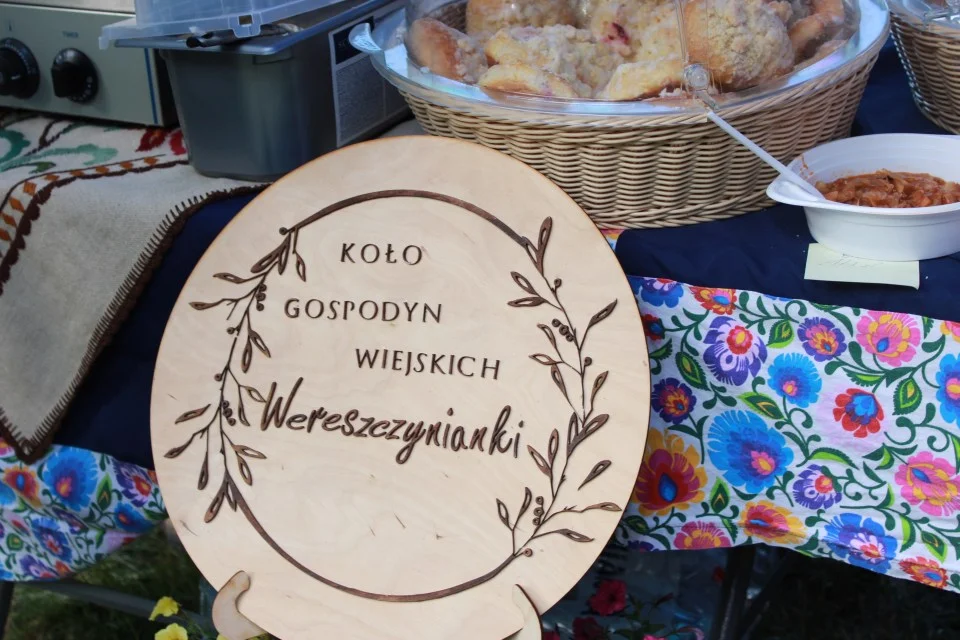 KOŁO
GOSPODYN
WIEJSKICH
Wereszczynianki